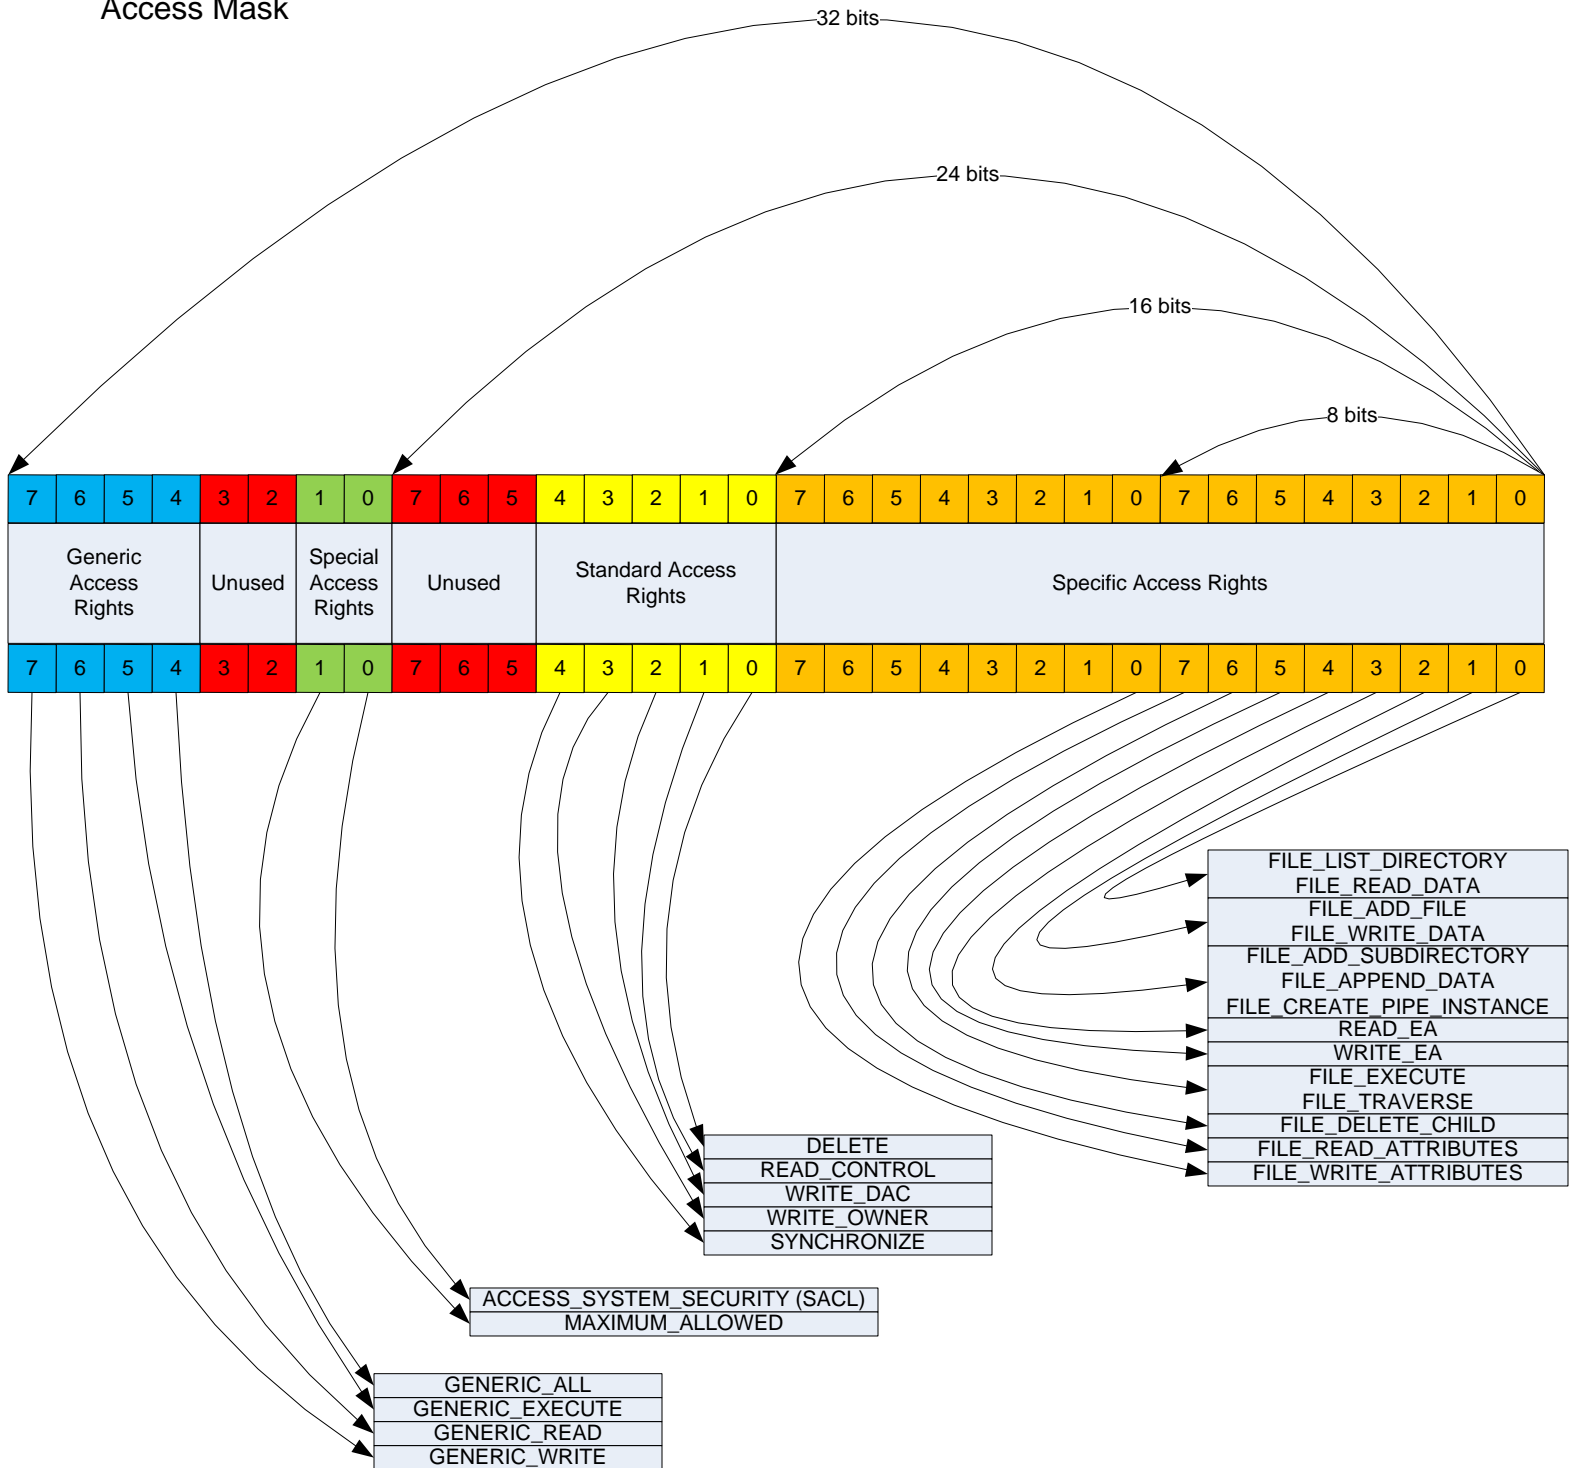 Access Mask
32 bits
24 bits
16 bits
8 bits
7 6 5 4 3 2 1 0 7 6 5 4 3 2 1 0 7 6 5 4 3 2 1 0 7 6 5 4 3 2 1 0
Generic
Access
Rights
Unused
Special
Access
Rights
Unused
Standard Access
Rights
Specific Access Rights
7 6 5 4 3 2 1 0 7 6 5 4 3 2 1 0 7 6 5 4 3 2 1 0 7 6 5 4 3 2 1 0
FILE_LIST_DIRECTORY
FILE_READ_DATA
FILE_ADD_FILE
FILE_WRITE_DATA
FILE_ADD_SUBDIRECTORY
FILE_APPEND_DATA
FILE_CREATE_PIPE_INSTANCE
READ_EA
WRITE_EA
FILE_EXECUTE
FILE_TRAVERSE
FILE_DELETE_CHILD
FILE_READ_ATTRIBUTES
FILE_WRITE_ATTRIBUTES
DELETE
READ_CONTROL
WRITE_DAC
WRITE_OWNER
SYNCHRONIZE
ACCESS_SYSTEM_SECURITY (SACL)
MAXIMUM_ALLOWED
GENERIC_ALL
GENERIC_EXECUTE
GENERIC_READ
GENERIC_WRITE